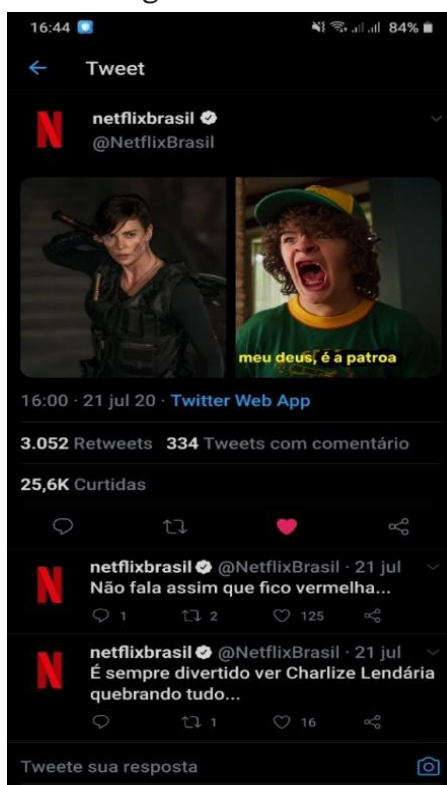 16:44
84%
Tweet
netflixbrasil
@NetflixBrasil
meu deus, é a patroa
16:00 · 21 jul 20 · Twitter Web App
3.052 Retweets 334 Tweets com comentário
25,6K Curtidas
netflixbrasil @NetflixBrasil · 21 jul
Não fala assim que fico vermelha...
1 2 125
netflixbrasil @NetflixBrasil · 21 jul
É sempre divertido ver Charlize Lendária
quebrando tudo...
1 16
Tweete sua resposta